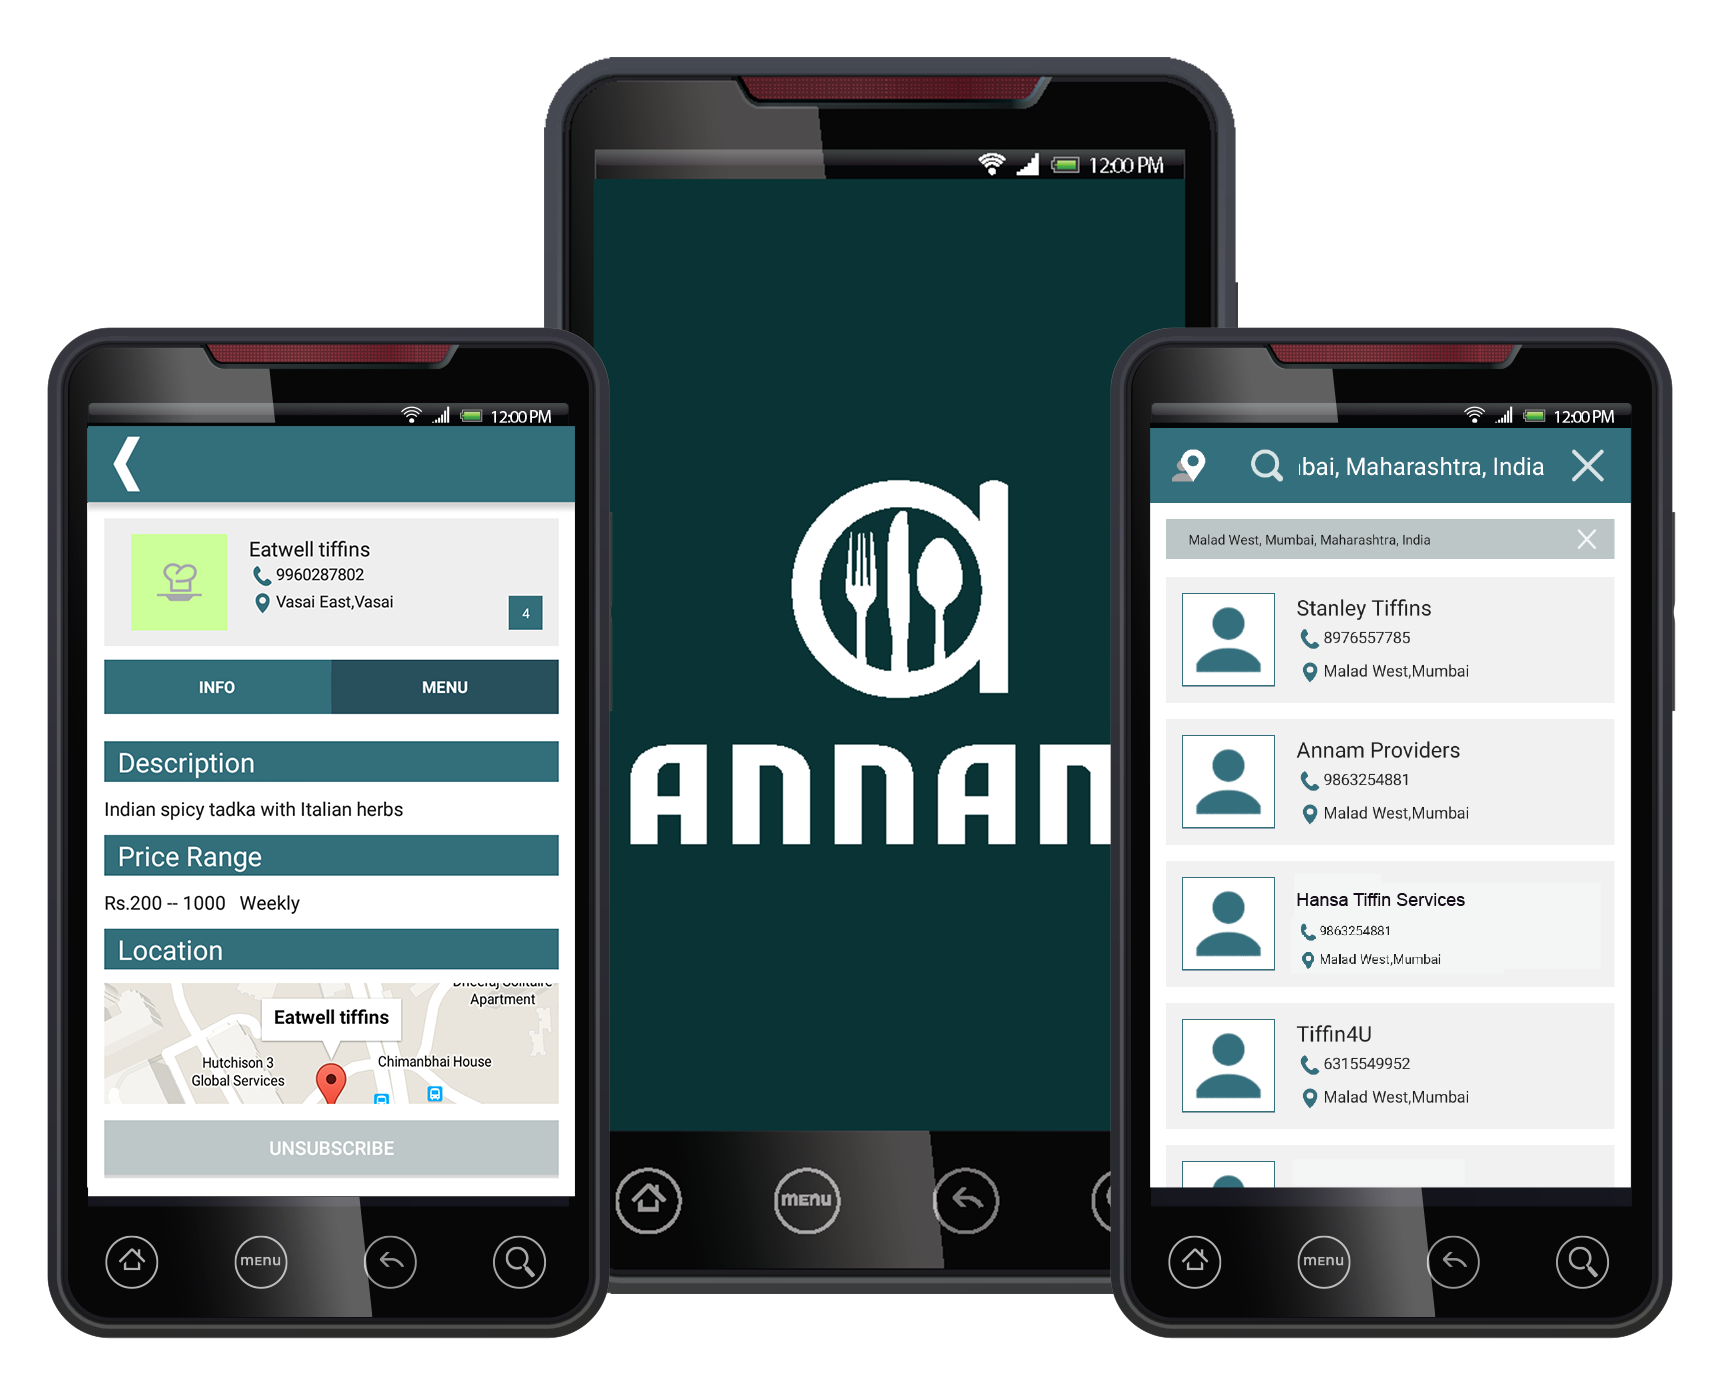 12:00 PM
ANNAM
12:00 PM
Eatwell tiffins
9960287802
Vasai East,Vasai
4
INFO
MENU
Description
Indian spicy tadka with Italian herbs
Price Range
Rs.200 -- 1000 Weekly
Location
Dheeraj Solitaire
Apartment
Eatwell tiffins
Hutchison 3
Global Services
Chimanbhai House
UNSUBSCRIBE
MENU
MENU
12:00 PM
bai, Maharashtra, India
Malad West, Mumbai, Maharashtra, India
Stanley Tiffins
8976557785
Malad West,Mumbai
Annam Providers
9863254881
Malad West,Mumbai
Hansa Tiffin Services
9863254881
Malad West,Mumbai
Tiffin4U
6315549952
Malad West,Mumbai
MENU